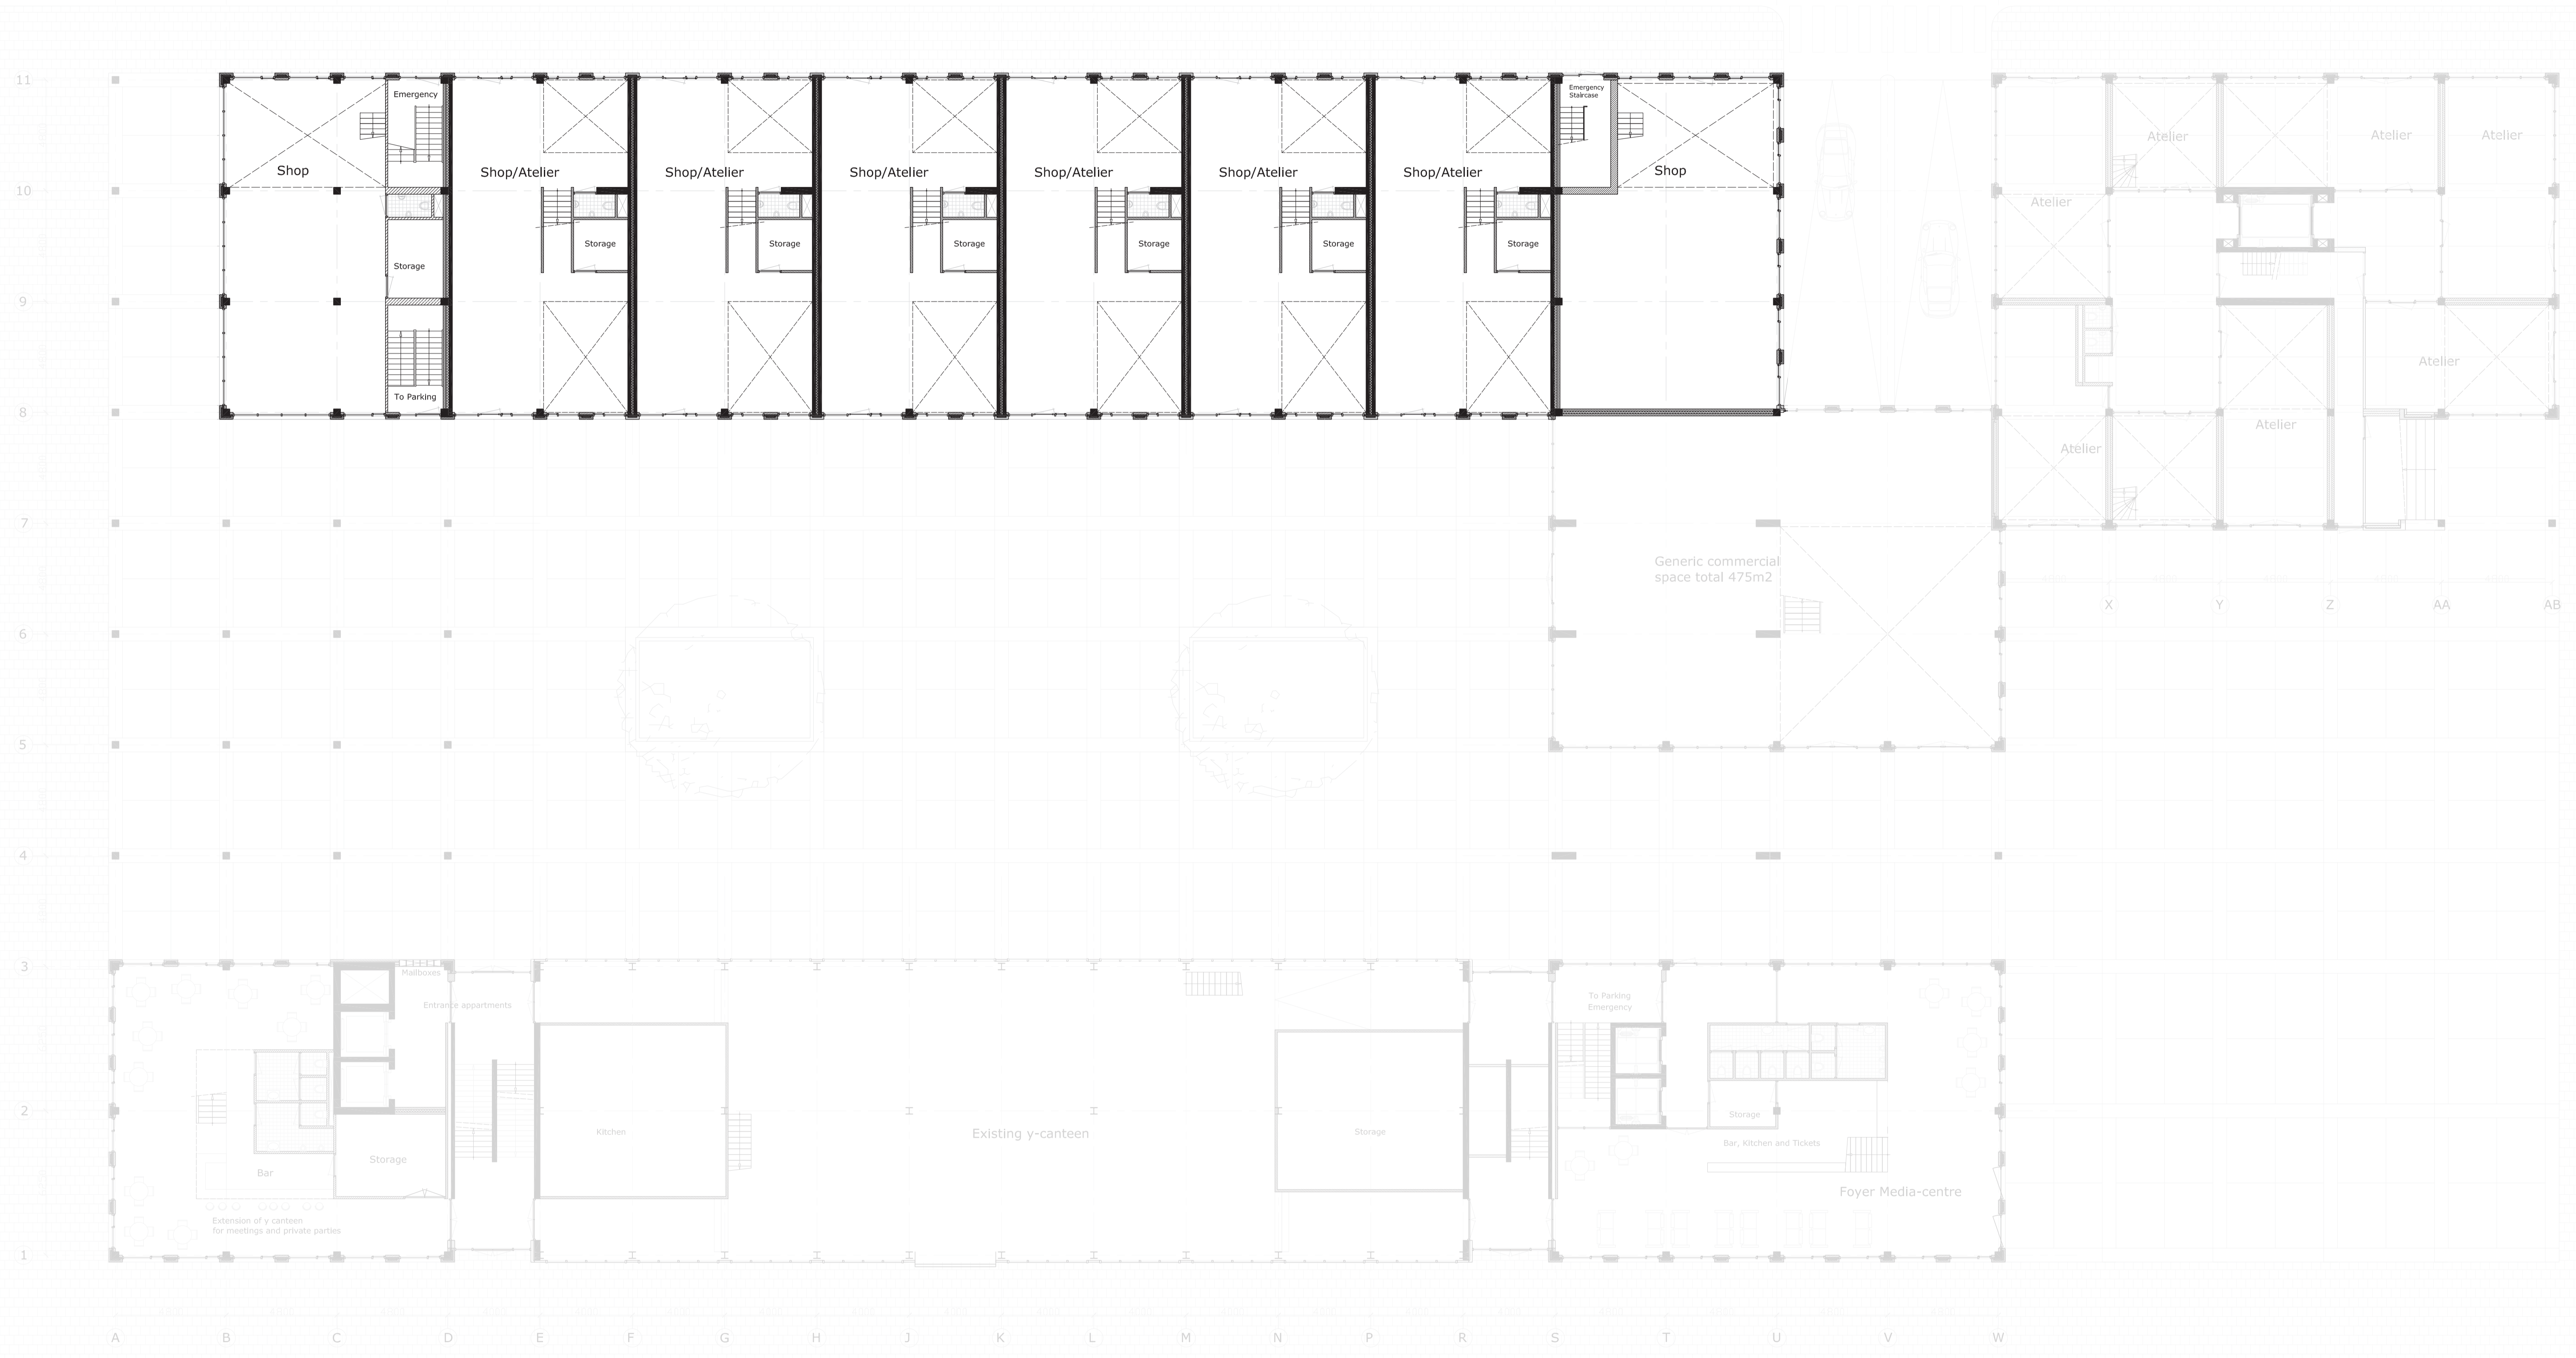 11
Emergency
Emergency
Staircase
Atelier
Atelier
Atelier
Shop
Shop/Atelier
Shop/Atelier
Shop/Atelier
Shop/Atelier
Shop/Atelier
Shop/Atelier
Shop
10
Atelier
Storage
Storage
Storage
Storage
Storage
Storage
Storage
9
Atelier
To Parking
8
Atelier
Atelier
7
Generic commercial
space total 475m2
X
Y
Z
AA
AB
6
5
4
3
Mailboxes
Entrance appartments
To Parking
Emergency
2
Storage
Kitchen
Existing y-canteen
Storage
Bar, Kitchen and Tickets
Storage
Bar
Foyer Media-centre
Extension of y canteen
for meetings and private parties
1
A
B
C
D
E
F
G
H
J
K
L
M
N
P
R
S
T
U
V
W